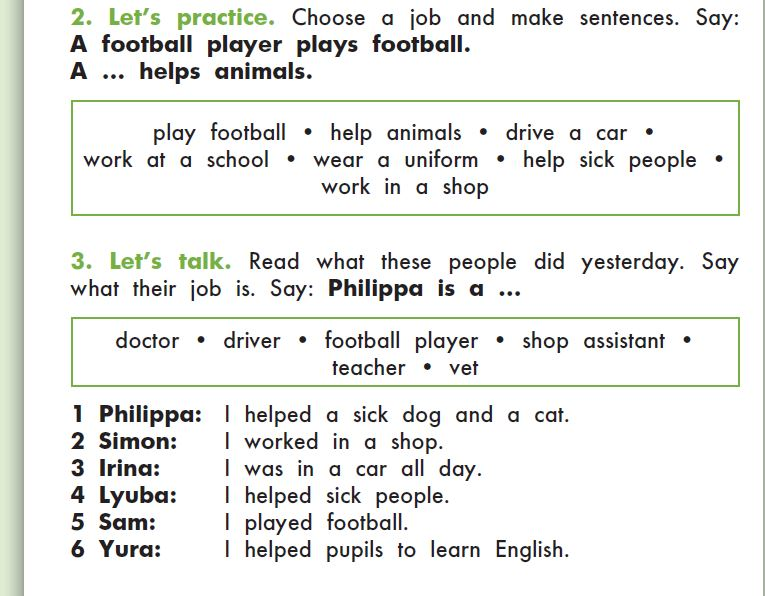 2. Let's practice. Choose a job and make sentences. Say:
A football player plays football.
A ... helps animals.
play football • help animals • drive a car •
work at a school • wear a uniform • help sick people •
work in a shop
3. Let's talk. Read what these people did yesterday. Say
what their job is. Say: Philippa is a ...
doctor • driver • football player • shop assistant •
teacher • vet
1 Philippa: I helped a sick dog and a cat.
2 Simon: I worked in a shop.
3 Irina: I was in a car all day.
4 Lyuba: I helped sick people.
5 Sam: I played football.
6 Yura: I helped pupils to learn English.